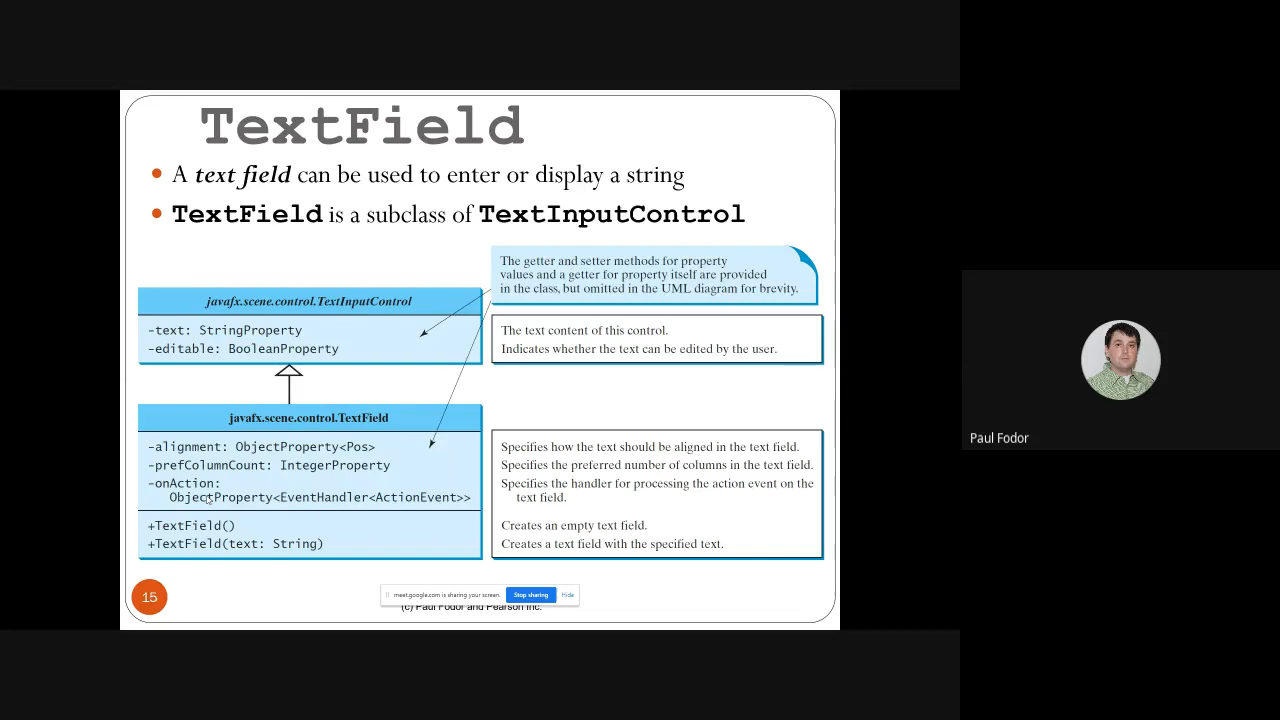 TextField
• A text field can be used to enter or display a string
• TextField is a subclass of TextInputControl
The getter and setter methods for property
values and a getter for property itself are provided
in the class, but omitted in the UML diagram for brevity.
javafx.scene.control.TextInputControl
-text: StringProperty
-editable: BooleanProperty
The text content of this control.
Indicates whether the text can be edited by the user.
javafx.scene.control.TextField
-alignment: ObjectProperty<Pos>
-prefColumnCount: IntegerProperty
-onAction:
ObjectProperty<EventHandler<ActionEvent>>
+TextField()
+TextField(text: String)
Specifies how the text should be aligned in the text field.
Specifies the preferred number of columns in the text field.
Specifies the handler for processing the action event on the
text field.
Creates an empty text field.
Creates a text field with the specified text.
15
meet.google.com is sharing your screen. Stop sharing Hide
(c) Paul Fodor and Pearson Inc.
Paul Fodor